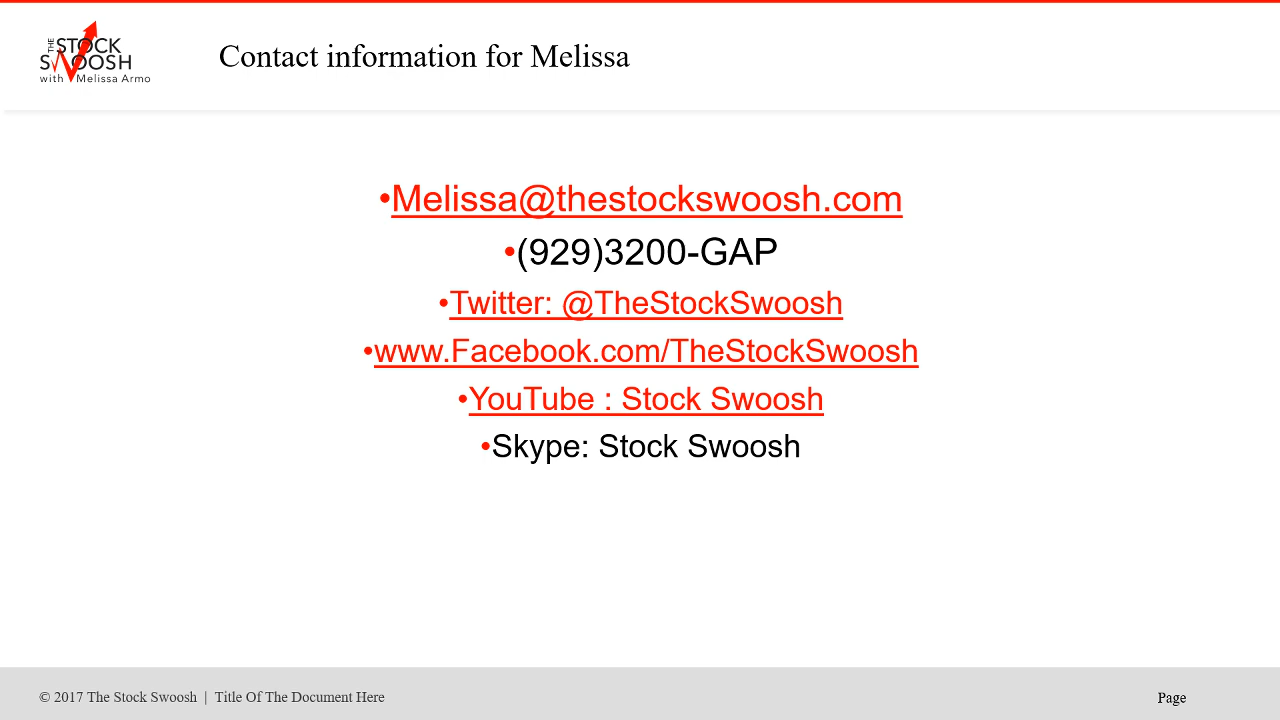 THE STOCK
SWOOSH
with Melissa Armo
Contact information for Melissa
•Melissa@thestockswoosh.com
•(929)3200-GAP
•Twitter: @TheStockSwoosh
•www.Facebook.com/TheStockSwoosh
•YouTube : Stock Swoosh
•Skype: Stock Swoosh
© 2017 The Stock Swoosh | Title Of The Document Here
Page